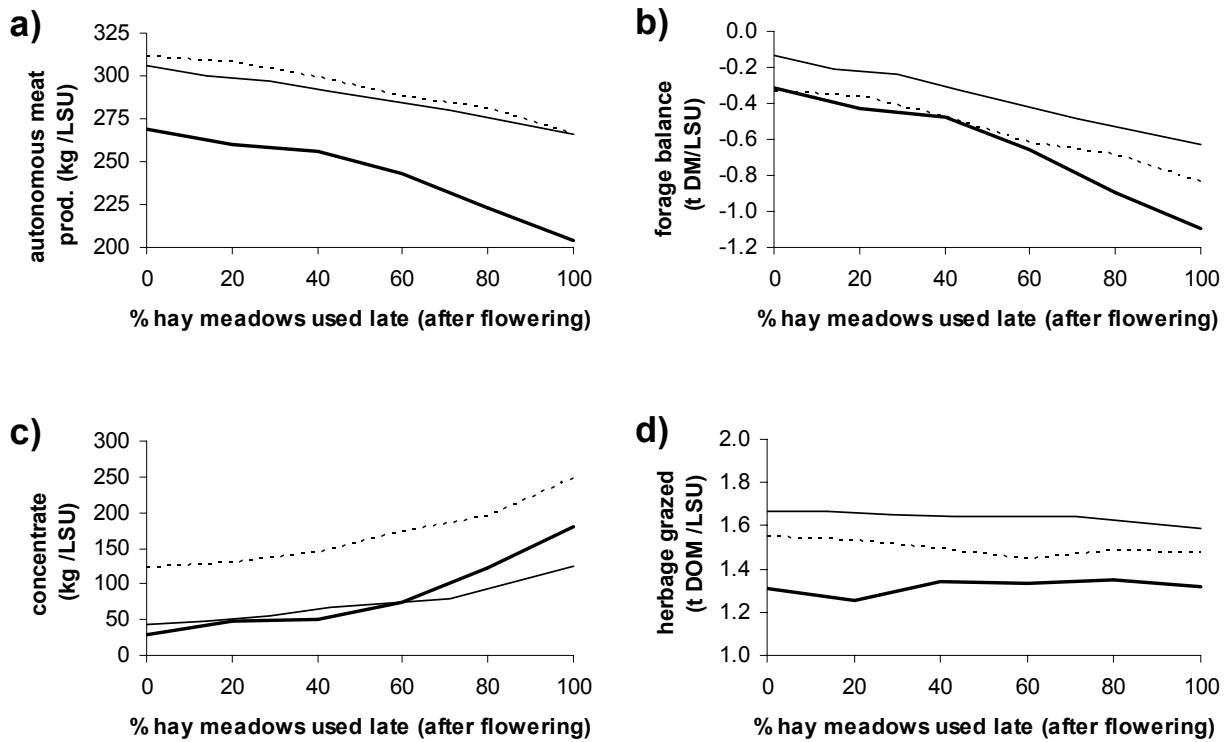 a)
autonomous meat
prod. (kg /LSU)
325
300
275
250
225
200
0 20 40 60 80 100
% hay meadows used late (after flowering)
b)
forage balance
(t DM/LSU)
0.0
-0.2
-0.4
-0.6
-0.8
-1.0
-1.2
0 20 40 60 80 100
% hay meadows used late (after flowering)
c)
concentrate
(kg /LSU)
300
250
200
150
100
50
0
0 20 40 60 80 100
% hay meadows used late (after flowering)
d)
herbage grazed
(t DOM /LSU)
2.0
1.8
1.6
1.4
1.2
1.0
0 20 40 60 80 100
% hay meadows used late (after flowering)